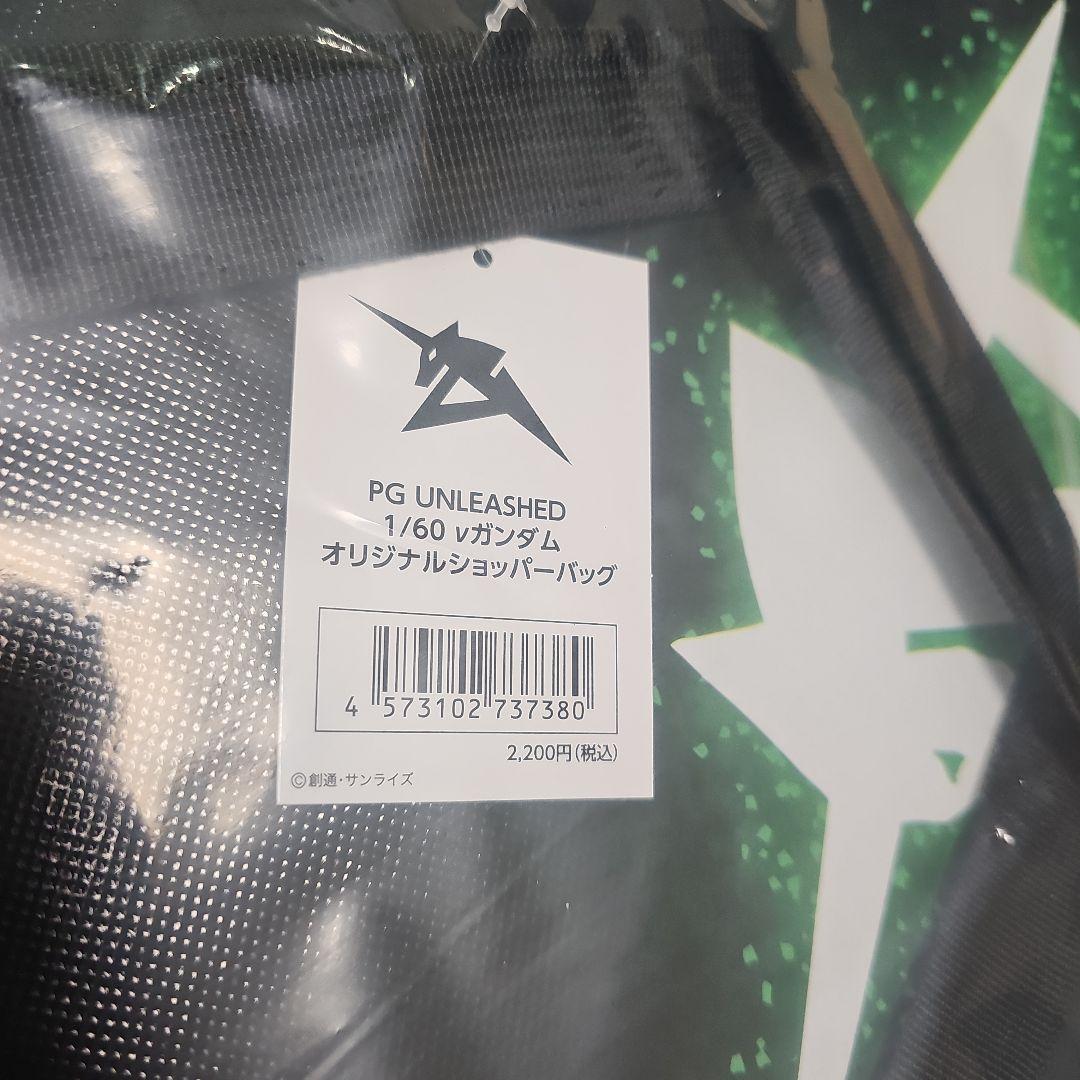 PG UNLEASHED
1/60 νガンダム
オリジナルショッパーバッグ
4 573102 737380
2,200円(税込)
©創通・サンライズ